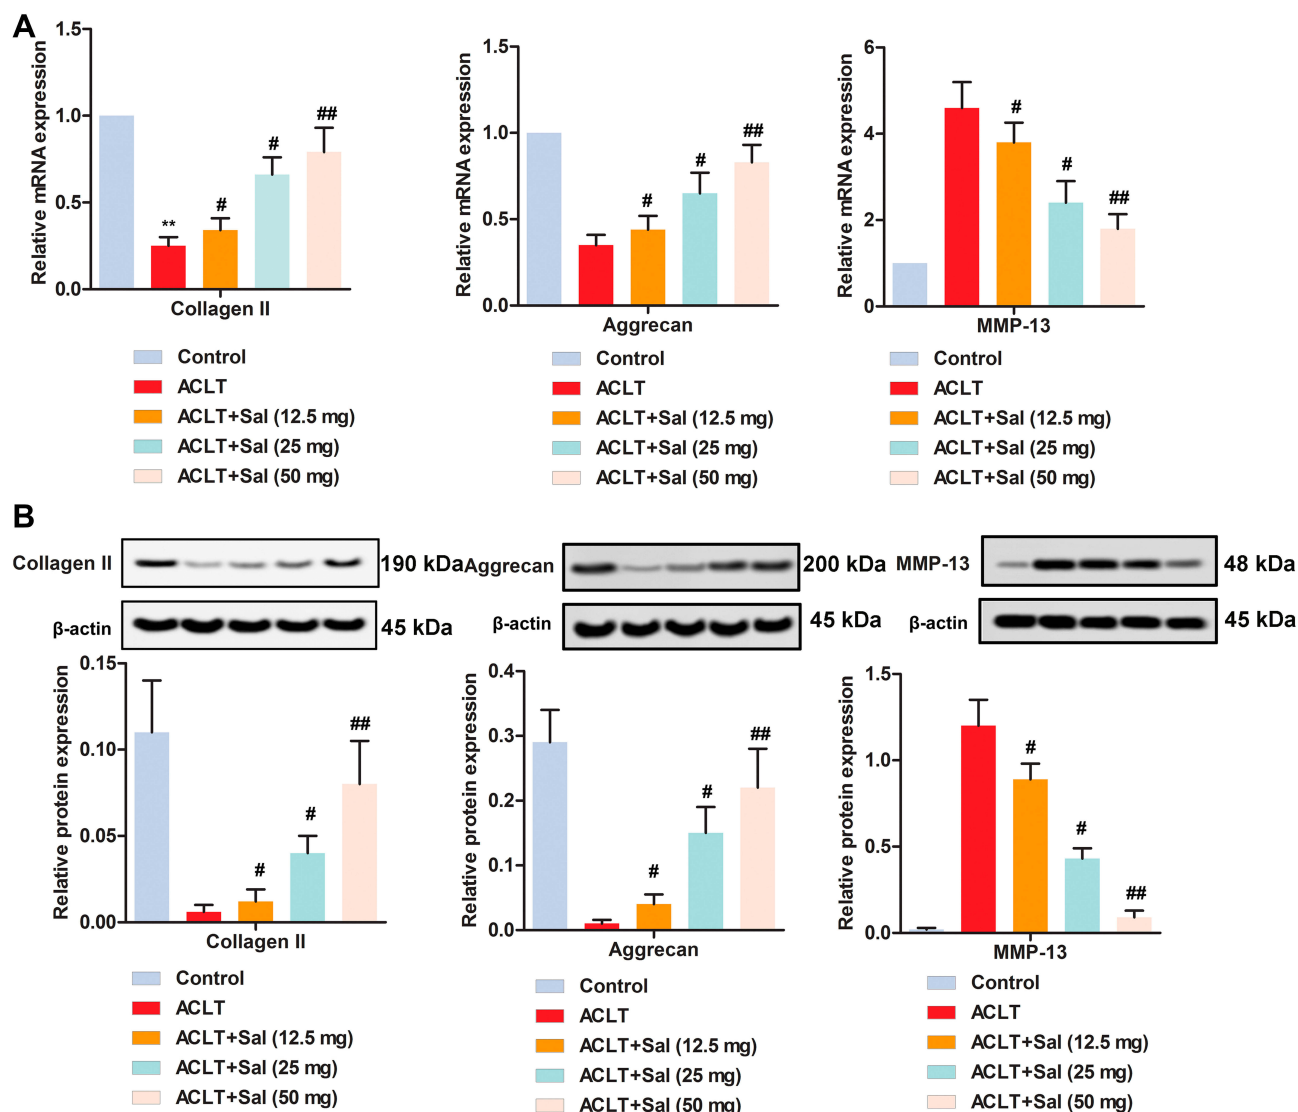 A
Relative mRNA expression
1.5
1.0
0.5
0.0
**
#
#
##
Collagen II
Control
ACLT
ACLT+Sal (12.5 mg)
ACLT+Sal (25 mg)
ACLT+Sal (50 mg)
Relative mRNA expression
1.5
1.0
0.5
0.0
#
#
##
Aggrecan
Control
ACLT
ACLT+Sal (12.5 mg)
ACLT+Sal (25 mg)
ACLT+Sal (50 mg)
Relative mRNA expression
6
4
2
0
#
#
##
MMP-13
Control
ACLT
ACLT+Sal (12.5 mg)
ACLT+Sal (25 mg)
ACLT+Sal (50 mg)
B
Collagen II
190 kDa
β-actin
45 kDa
Relative protein expression
0.15
0.10
0.05
0.00
#
#
##
Collagen II
Control
ACLT
ACLT+Sal (12.5 mg)
ACLT+Sal (25 mg)
ACLT+Sal (50 mg)
Aggrecan
200 kDa
β-actin
45 kDa
Relative protein expression
0.4
0.3
0.2
0.1
0.0
#
#
##
Aggrecan
Control
ACLT
ACLT+Sal (12.5 mg)
ACLT+Sal (25 mg)
ACLT+Sal (50 mg)
MMP-13
48 kDa
β-actin
45 kDa
Relative protein expression
1.5
1.0
0.5
0.0
#
#
##
MMP-13
Control
ACLT
ACLT+Sal (12.5 mg)
ACLT+Sal (25 mg)
ACLT+Sal (50 mg)